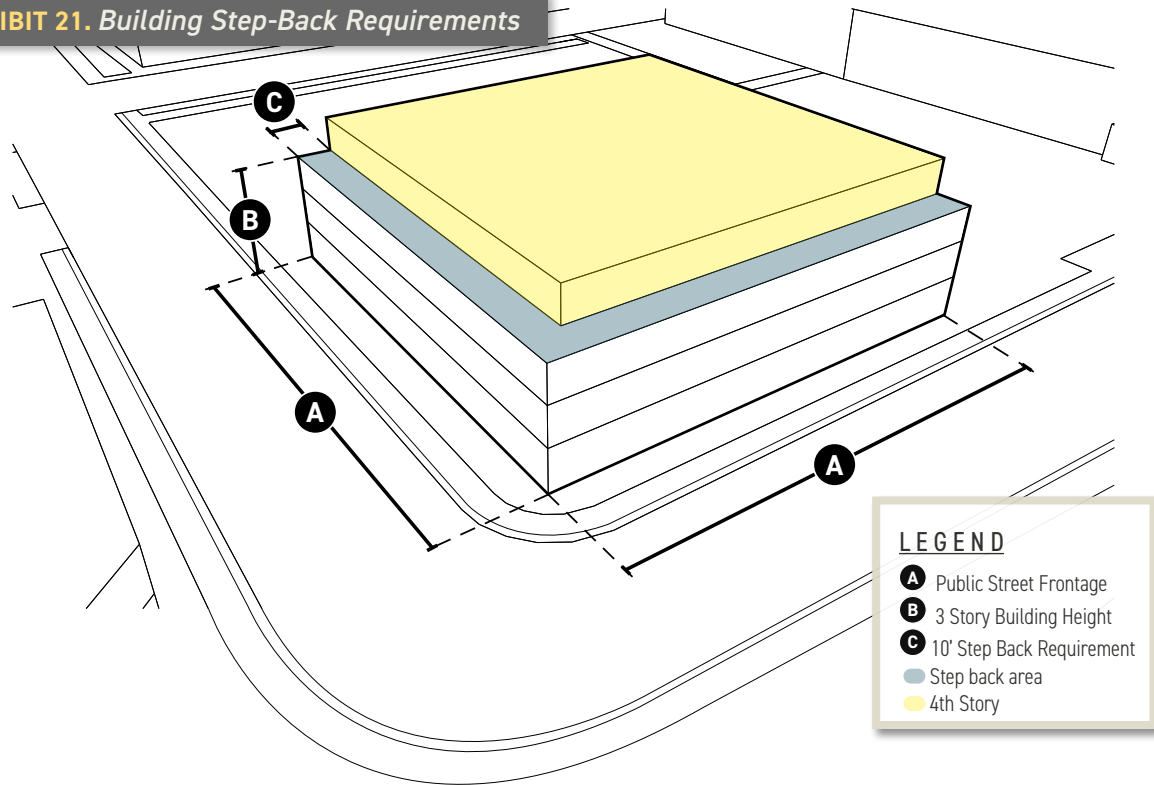 IBIT 21. Building Step-Back Requirements
C
B
A
A
LEGEND
A Public Street Frontage
B 3 Story Building Height
C 10' Step Back Requirement
Step back area
4th Story